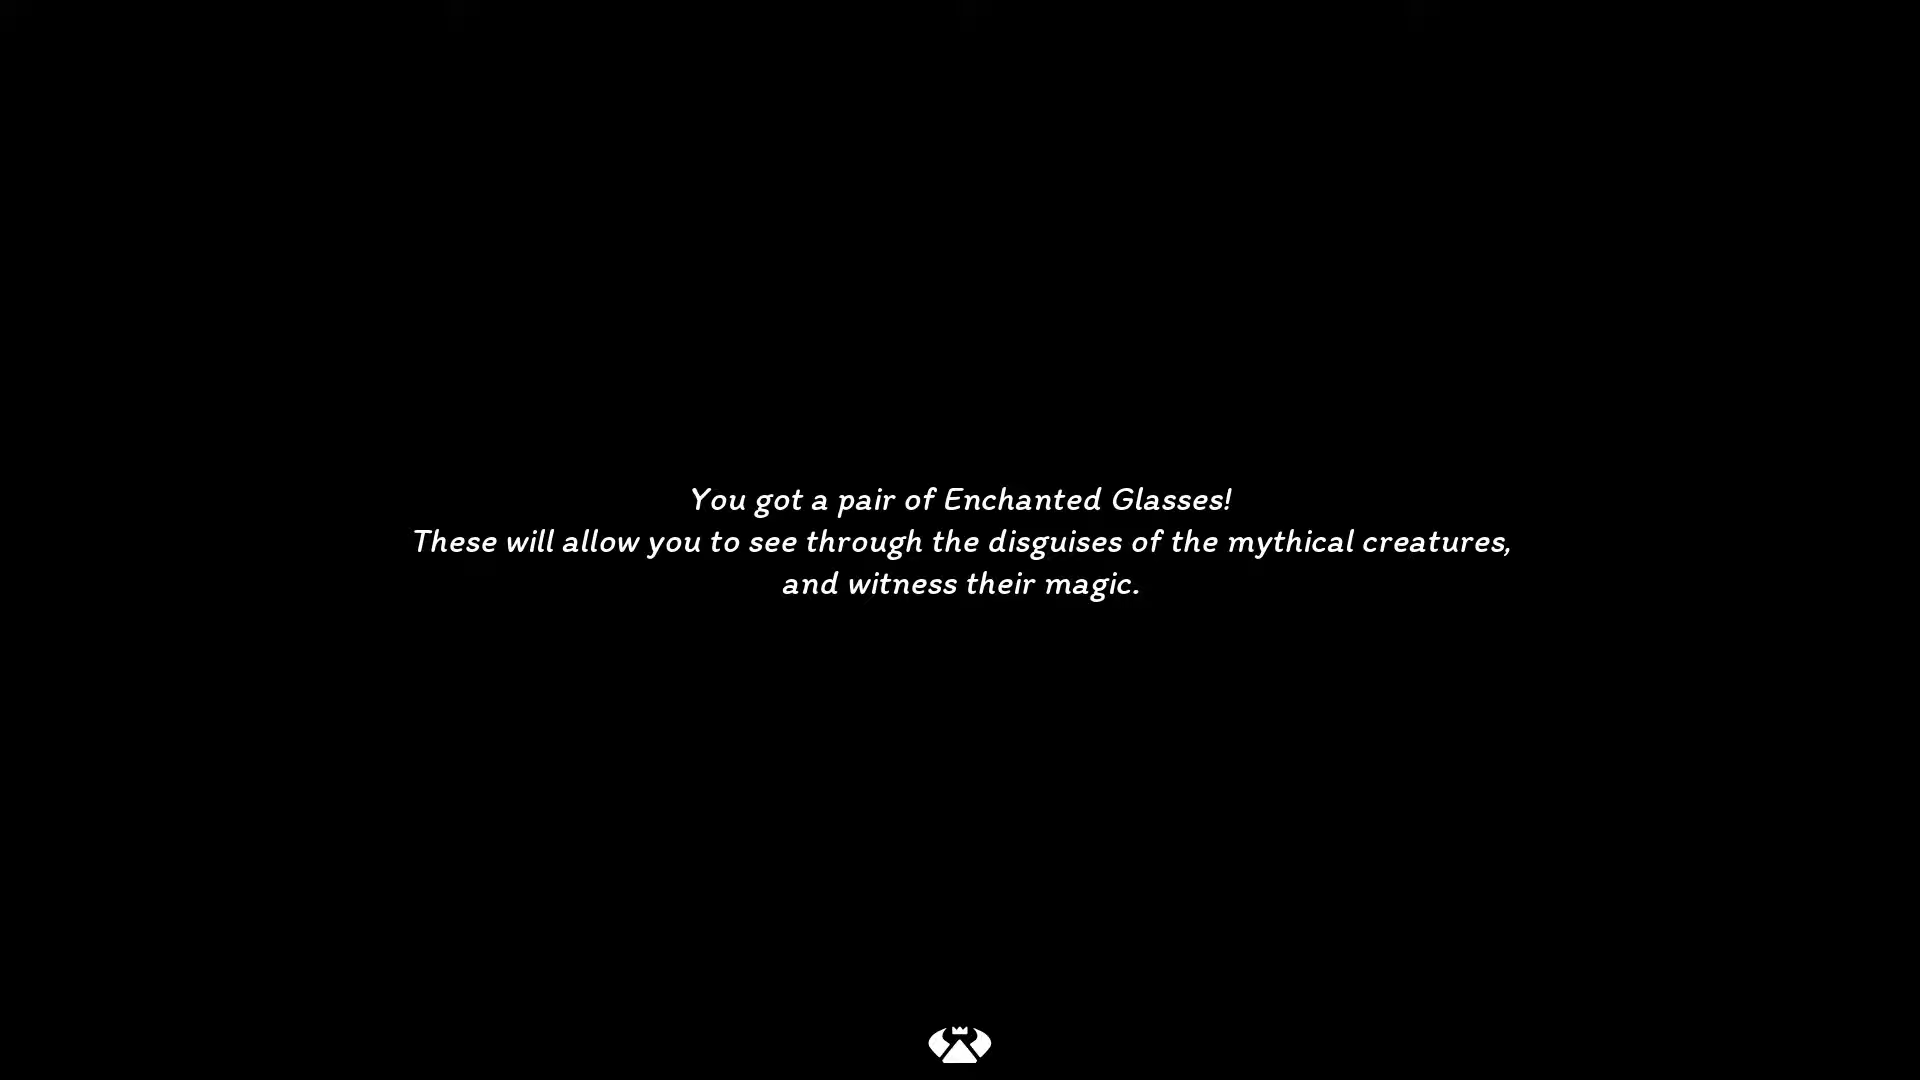 You got a pair of Enchanted Glasses!
These will allow you to see through the disguises of the mythical creatures,
and witness their magic.